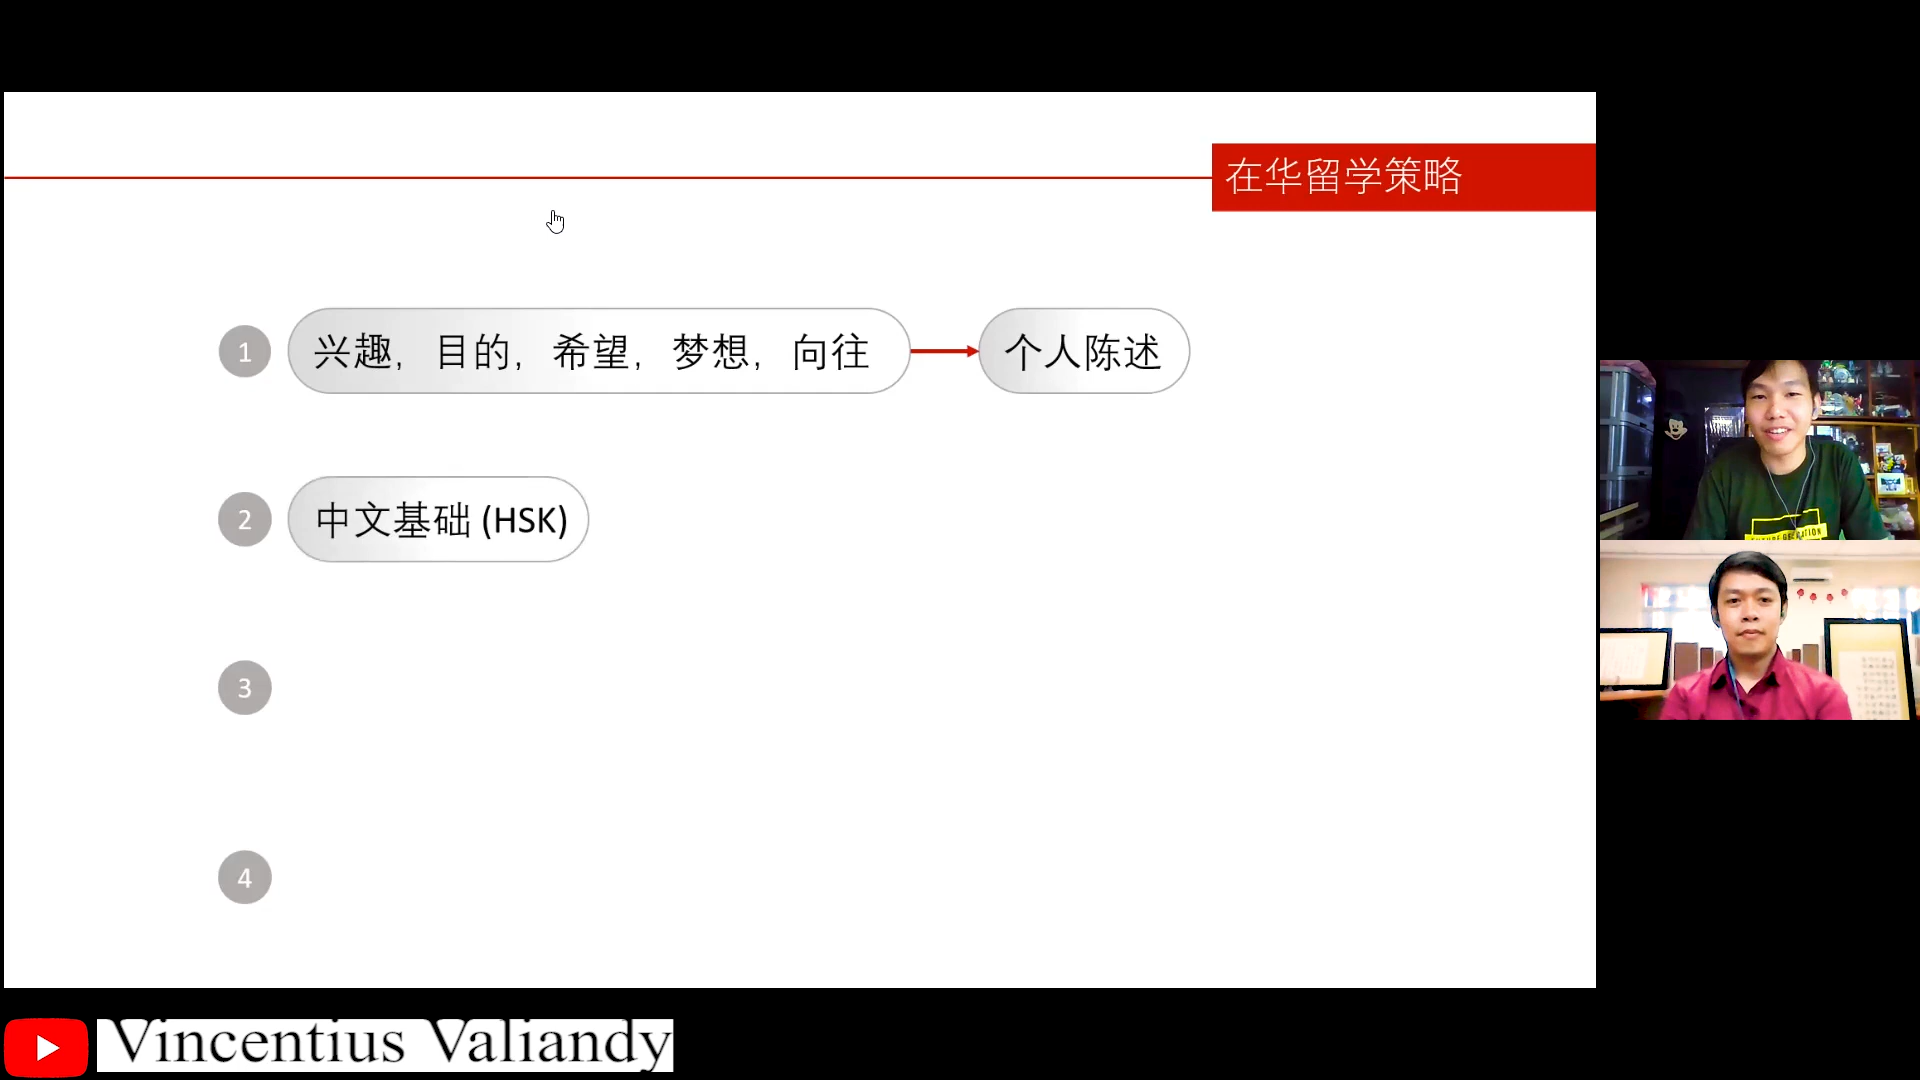 在华留学策略
1
兴趣，目的，希望，梦想，向往
个人陈述
2
中文基础 (HSK)
3
4
Vincentius Valiandy